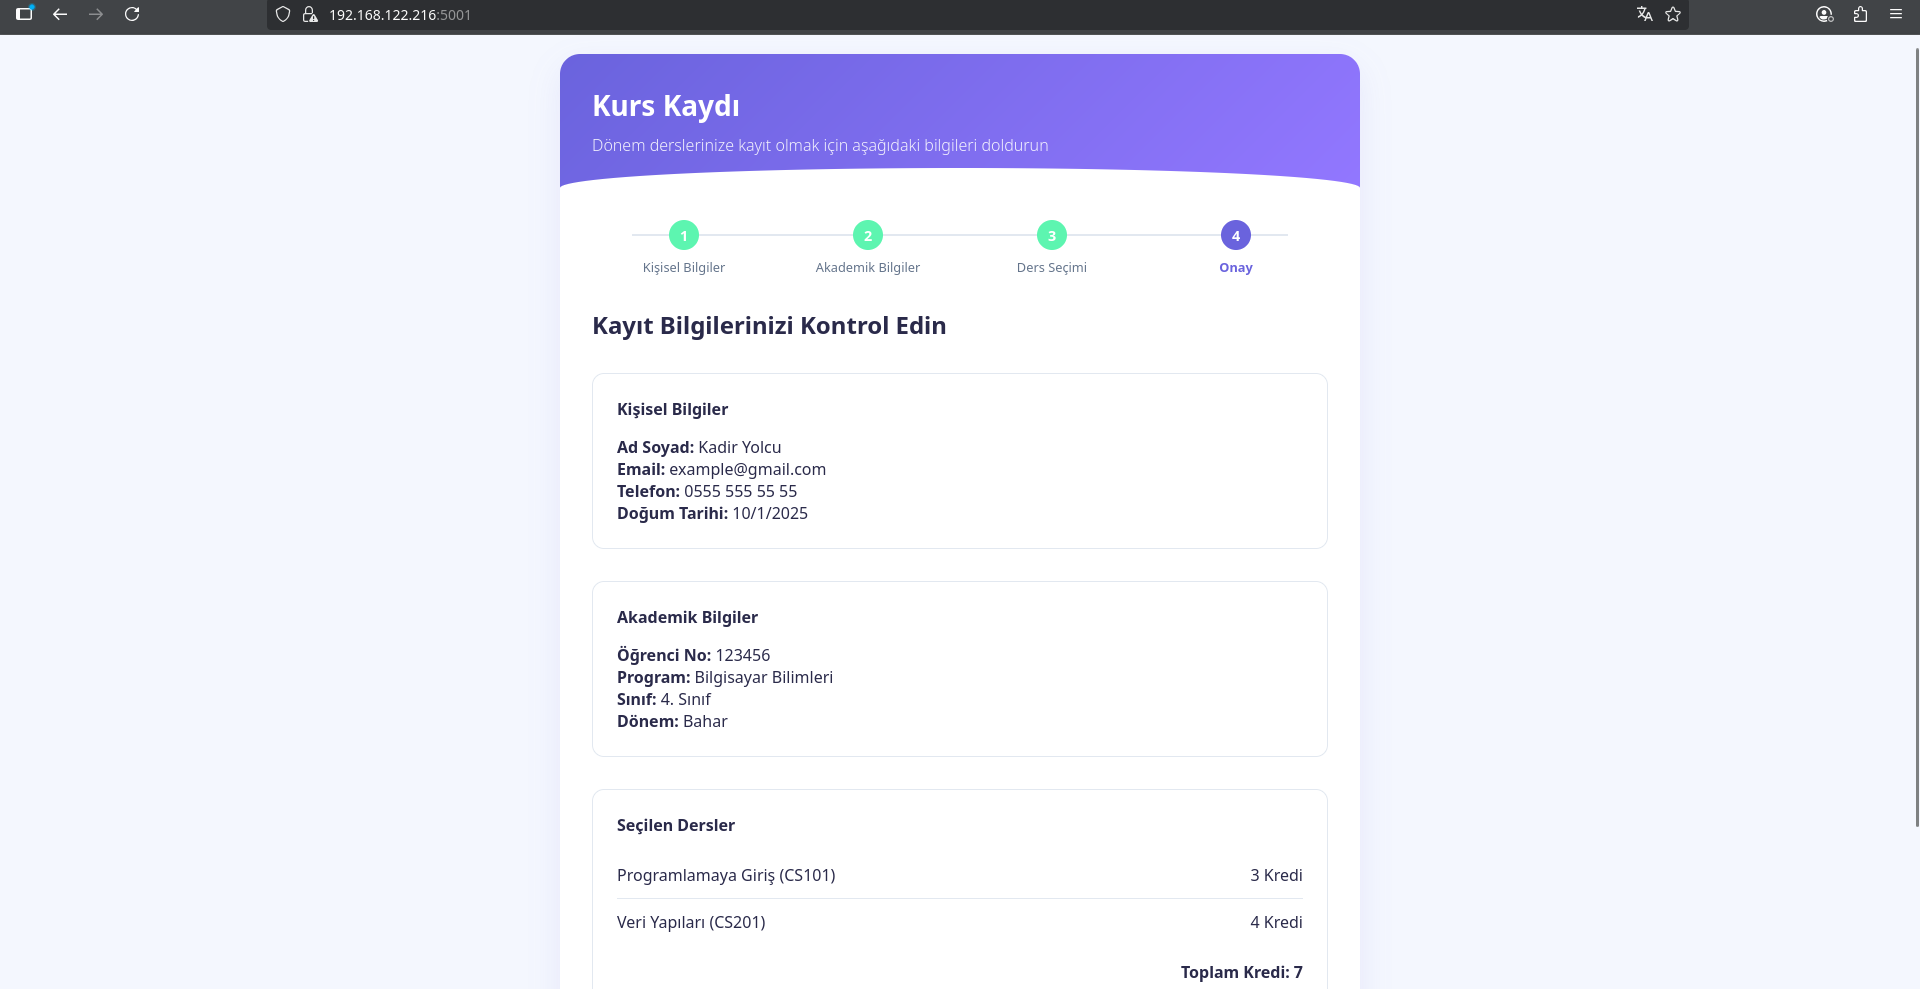 192.168.122.216:5001
Kurs Kaydı
Dönem derslerinize kayıt olmak için aşağıdaki bilgileri doldurun
1 2 3 4
Kişisel Bilgiler Akademik Bilgiler Ders Seçimi Onay
Kayıt Bilgilerinizi Kontrol Edin
Kişisel Bilgiler
Ad Soyad: Kadir Yolcu
Email: example@gmail.com
Telefon: 0555 555 55 55
Doğum Tarihi: 10/1/2025
Akademik Bilgiler
Öğrenci No: 123456
Program: Bilgisayar Bilimleri
Sınıf: 4. Sınıf
Dönem: Bahar
Seçilen Dersler
Programlamaya Giriş (CS101) 3 Kredi
Veri Yapıları (CS201) 4 Kredi
Toplam Kredi: 7